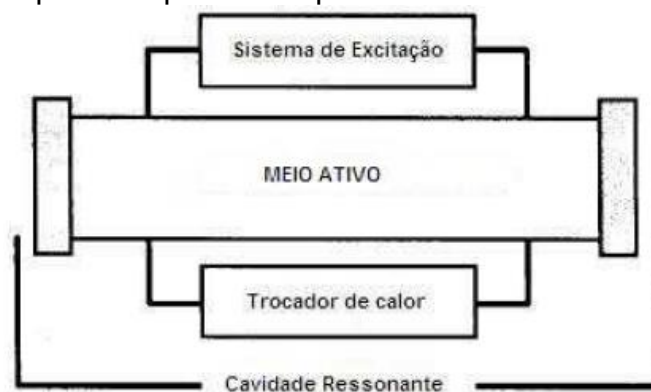 Sistema de Excitação
MEIO ATIVO
Trocador de calor
Cavidade Ressonante